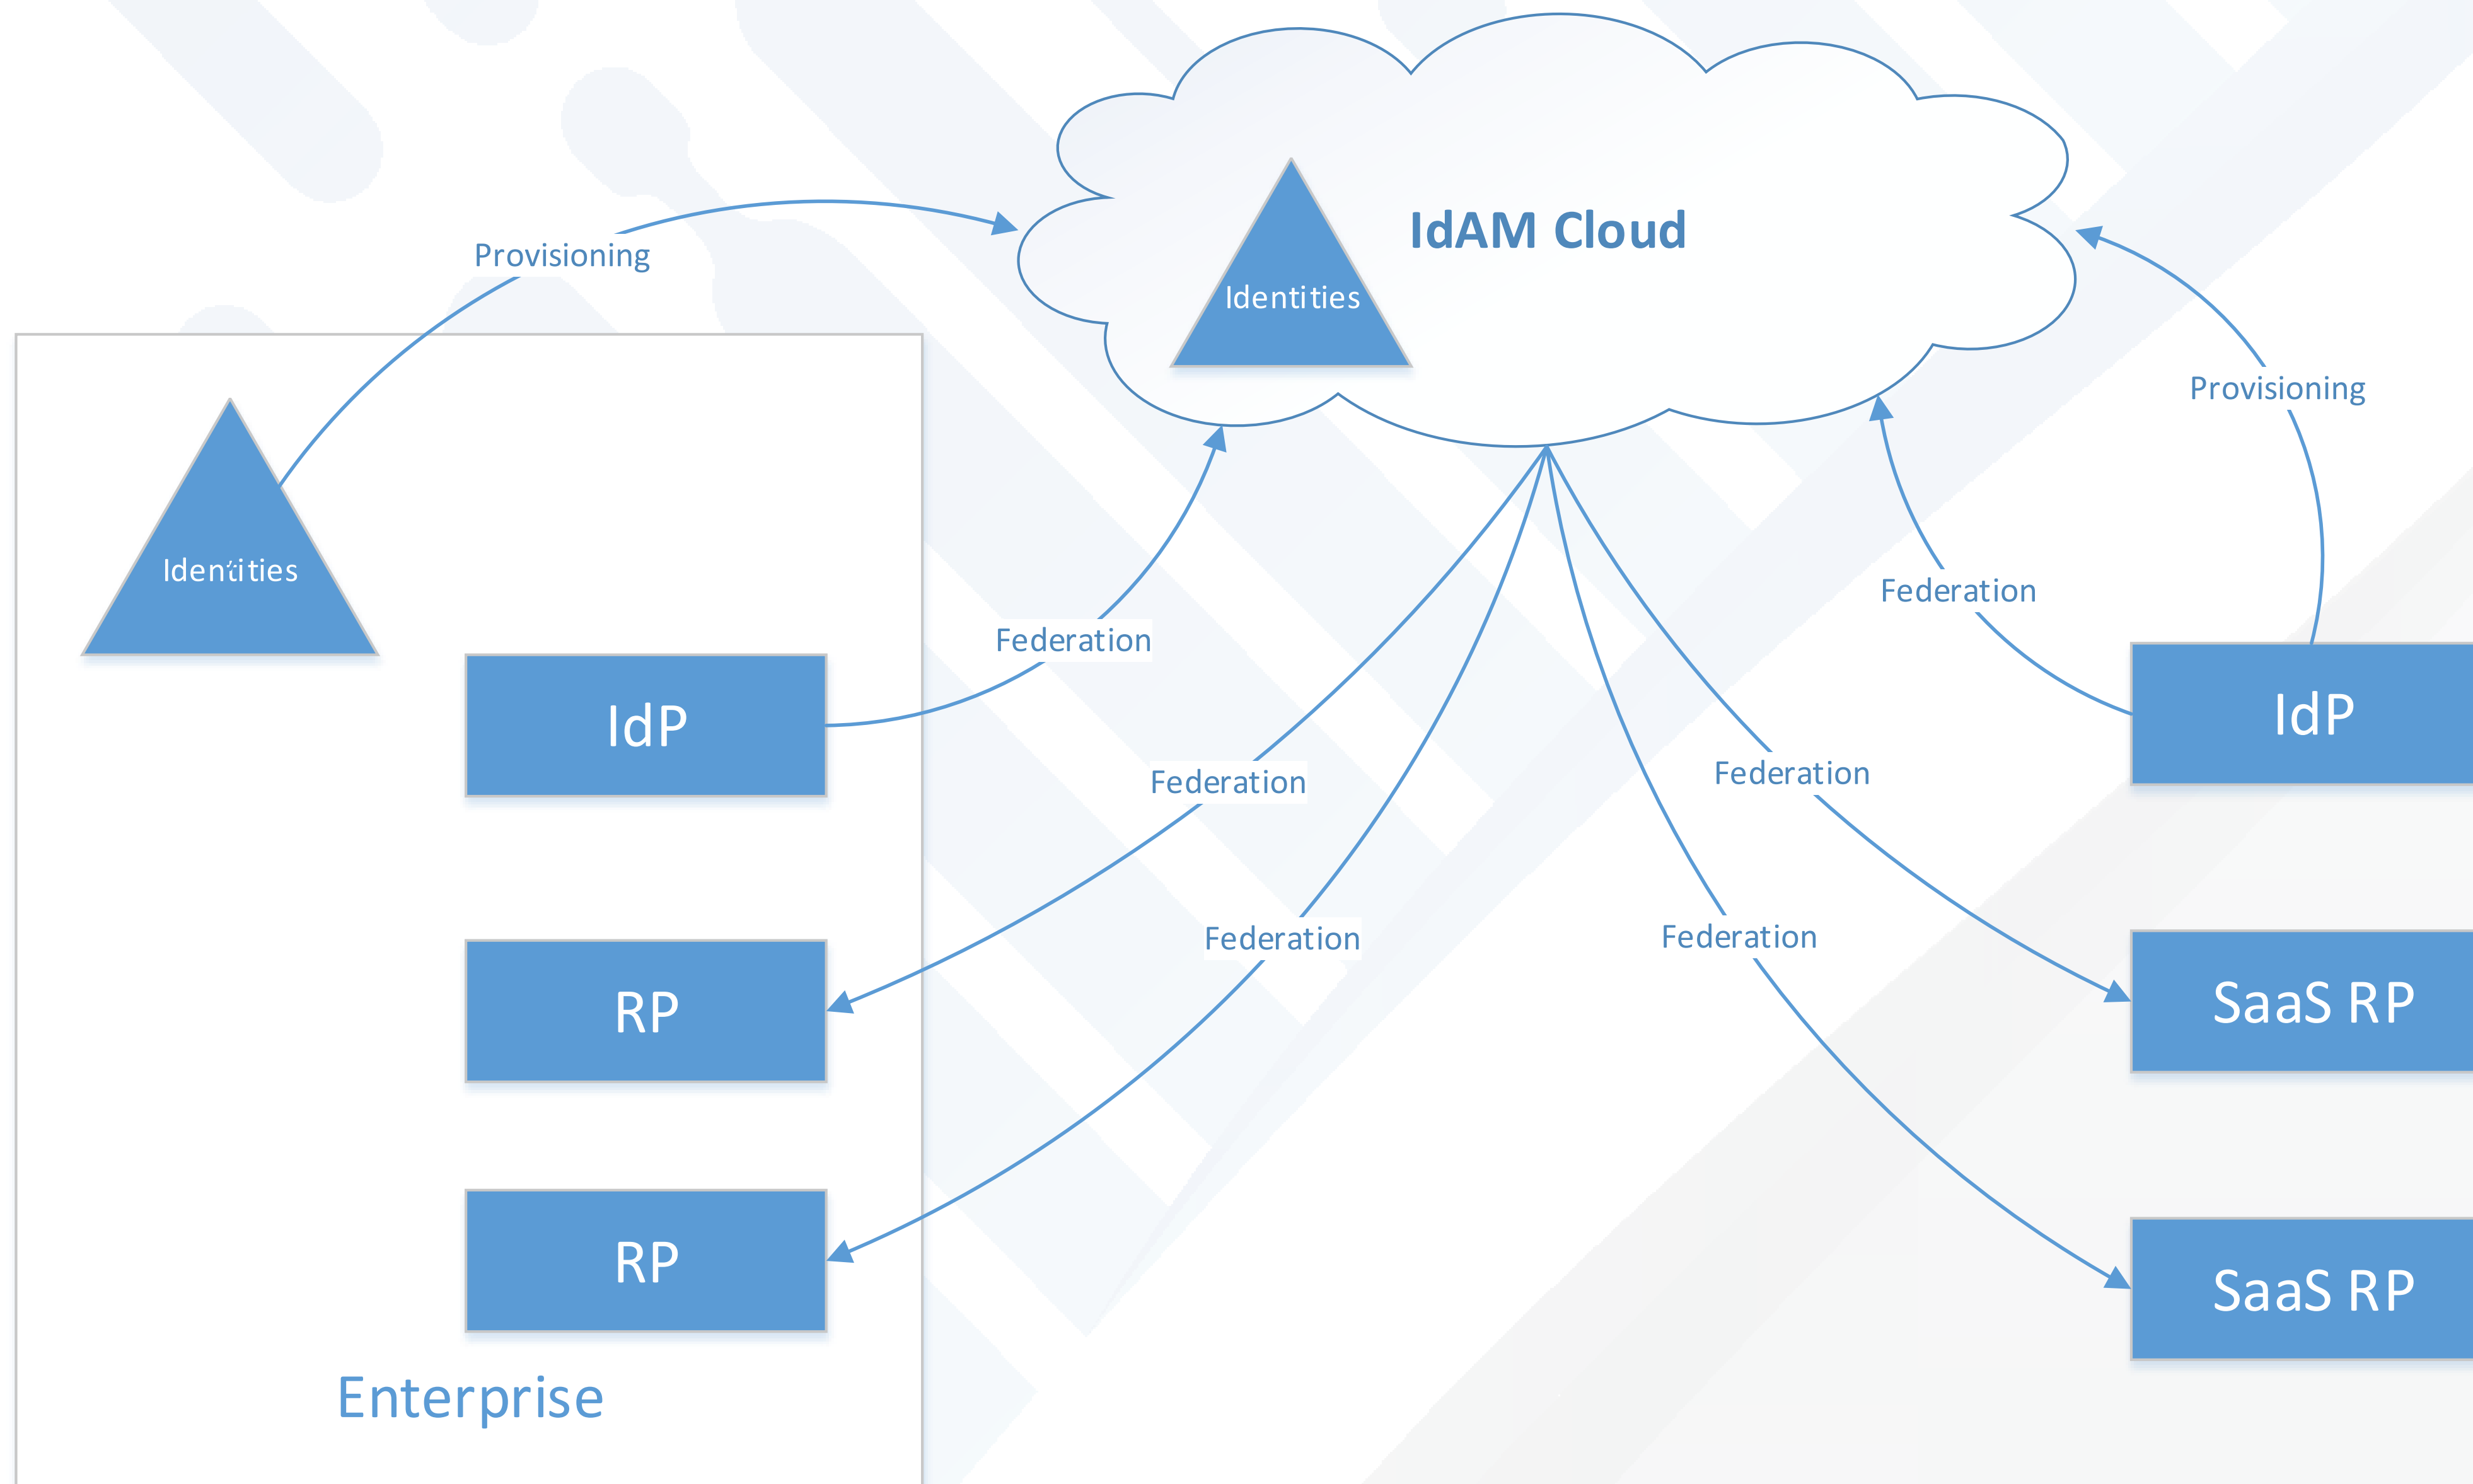 IdAM Cloud
Identities
Provisioning
Provisioning
Identities
Federation
Federation
IdP
IdP
Federation
Federation
Federation
Federation
RP
SaaS RP
RP
SaaS RP
Enterprise